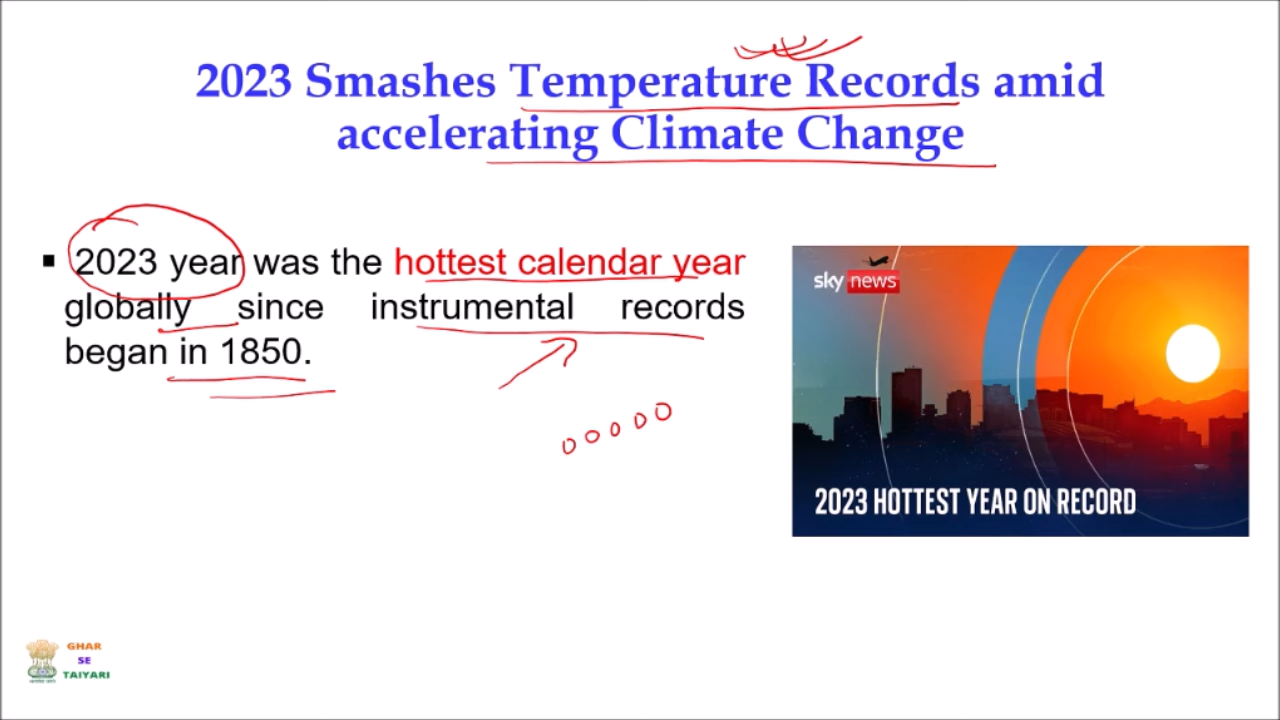 2023 Smashes Temperature Records amid
accelerating Climate Change
▪ 2023 year was the hottest calendar year
globally since instrumental records
began in 1850.
sky news
2023 HOTTEST YEAR ON RECORD
GHAR
SE
TAIYARI